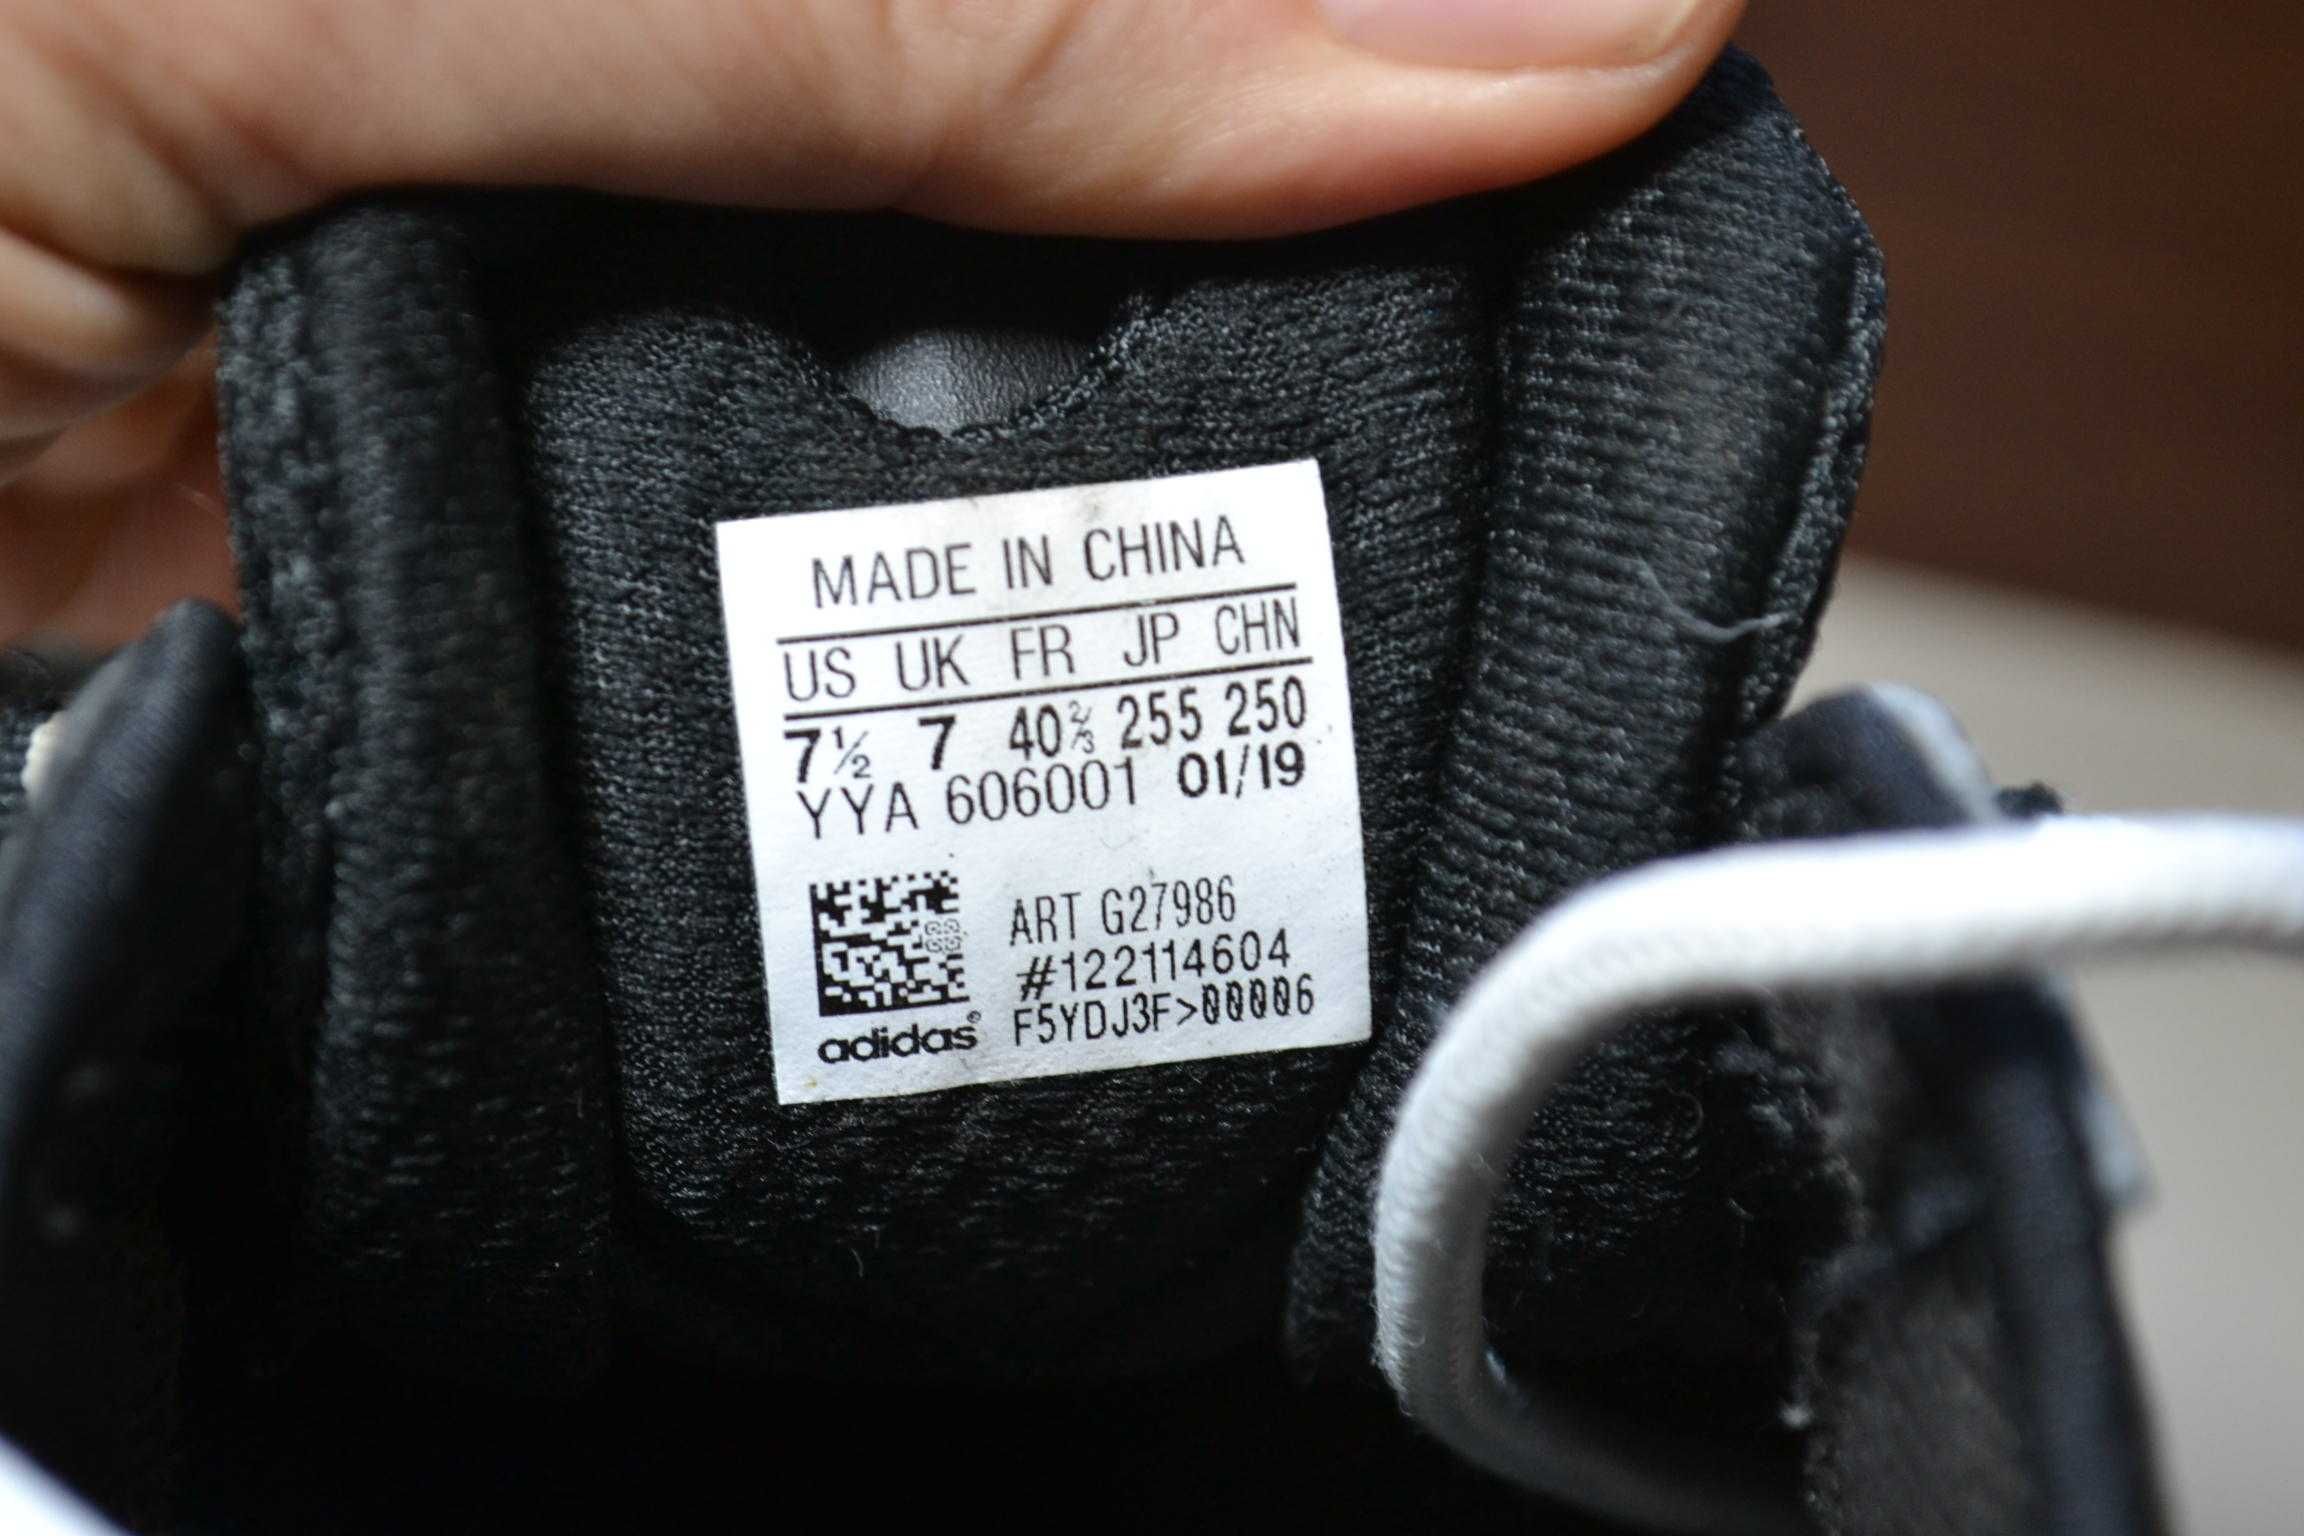 MADE IN CHINA
US UK FR JP CHN
7½ 7 40⅔ 255 250
YYA 606001 01/19
ART G27986
#122114604
F5YDJ3F>00006
adidas®